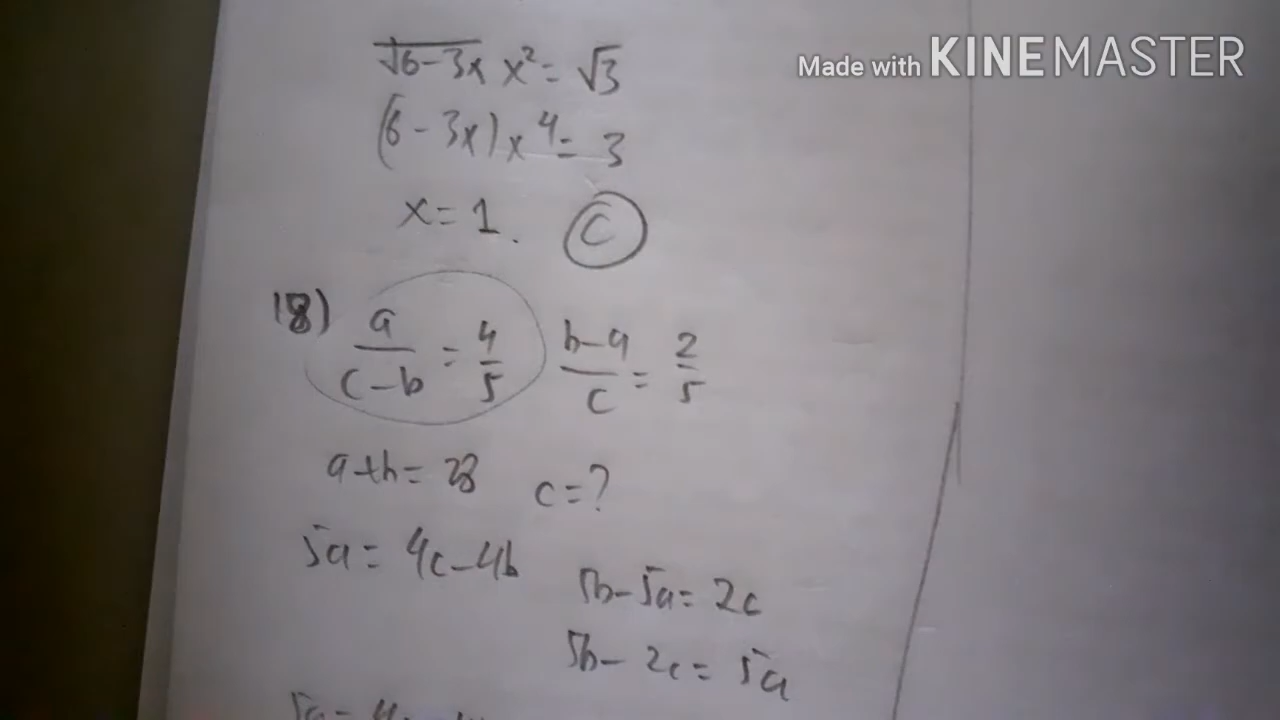 Made with KINEMASTER
√6-3x x² = √3
(6-3x)x⁴ = 3
x = 1. C
18) a/(c-b) = 4/5 (b-a)/c = 2/5
a+b = 28 c = ?
5a = 4c-4b
5b-5a = 2c
5b-2c = 5a